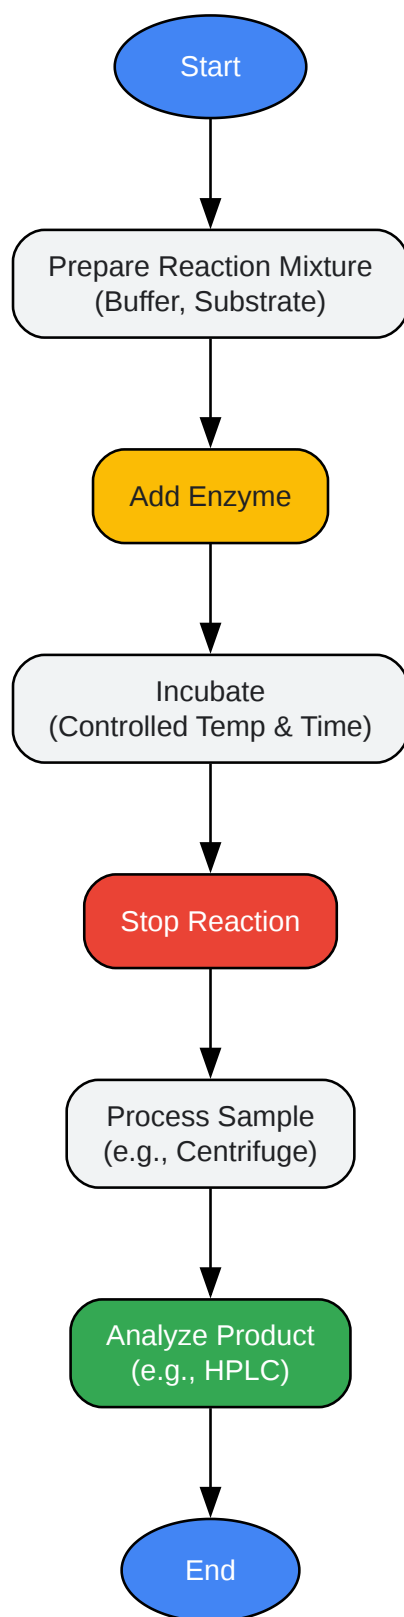 Start
Prepare Reaction Mixture
(Buffer, Substrate)
Add Enzyme
Incubate
(Controlled Temp & Time)
Stop Reaction
Process Sample
(e.g., Centrifuge)
Analyze Product
(e.g., HPLC)
End